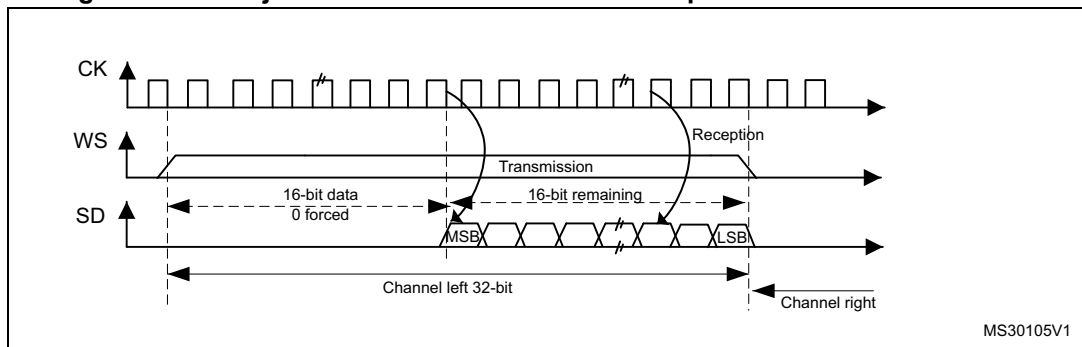 CK
Reception
WS
Transmission
16-bit data
16-bit remaining
0 forced
SD
MSB
LSB
Channel left 32-bit
Channel right
MS30105V1